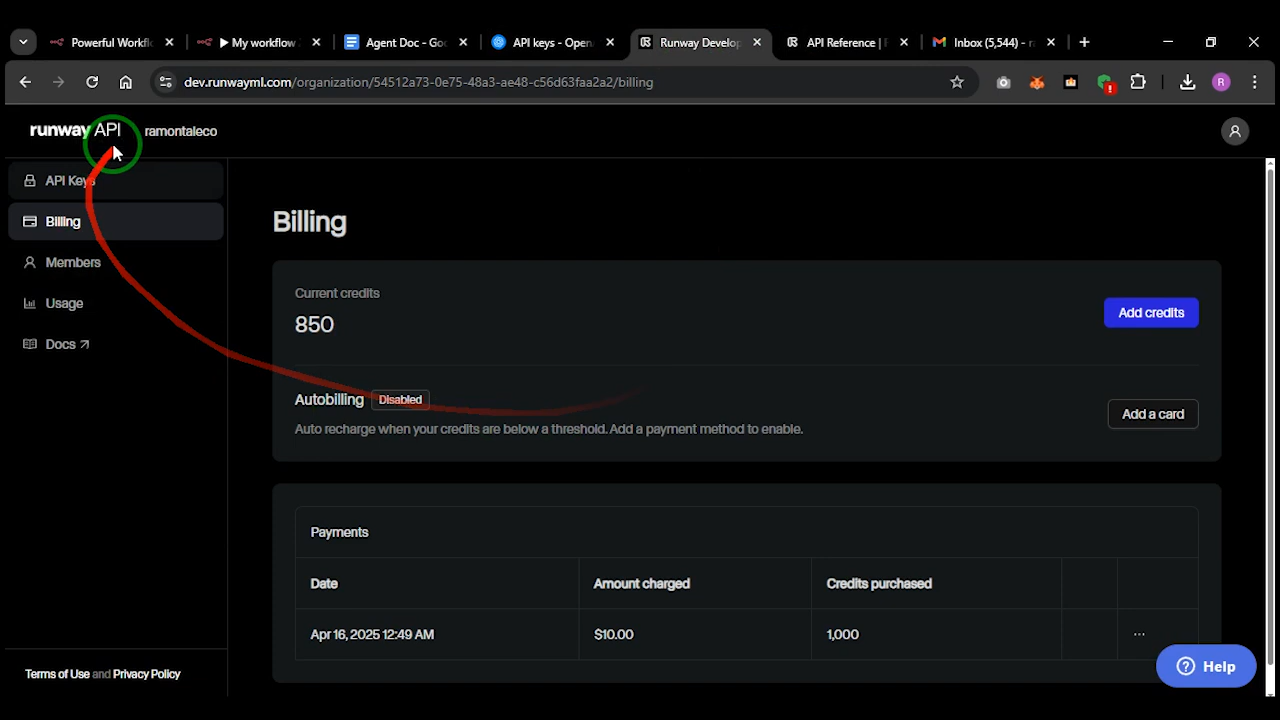 Powerful Workfl
My workflow
Agent Doc - Goo
API keys - Open
Runway Develop
API Reference | R
Inbox (5,544) - ra
dev.runwayml.com/organization/54512a73-0e75-48a3-ae48-c56d63faa2a2/billing
R
runway API
ramontaleco
API Keys
Billing
Members
Usage
Docs
Billing
Current credits
850
Add credits
Autobilling Disabled
Auto recharge when your credits are below a threshold. Add a payment method to enable.
Add a card
Payments
Date Amount charged Credits purchased
Apr 16, 2025 12:49 AM $10.00 1,000 ...
Terms of Use and Privacy Policy
Help